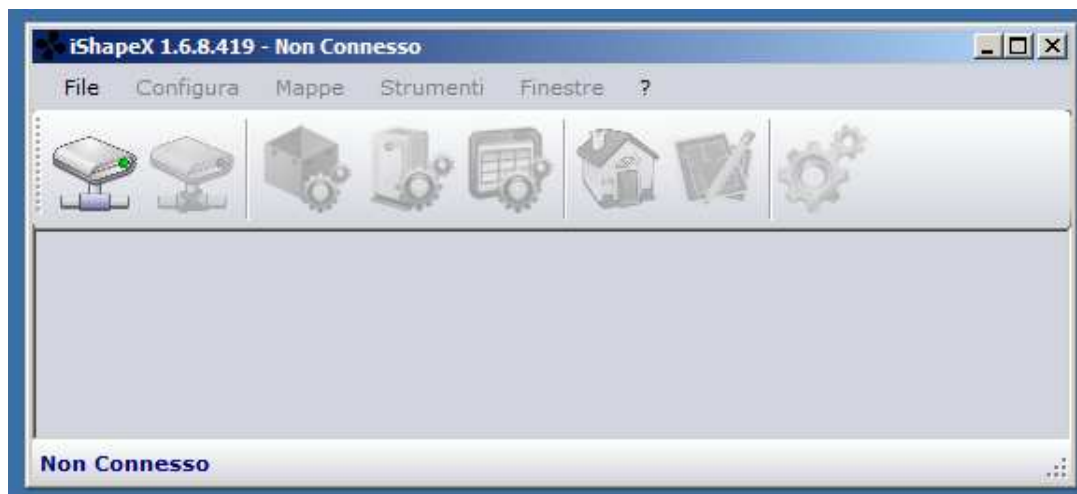 iShapeX 1.6.8.419 - Non Connesso
File Configura Mappe Strumenti Finestre ?
Non Connesso